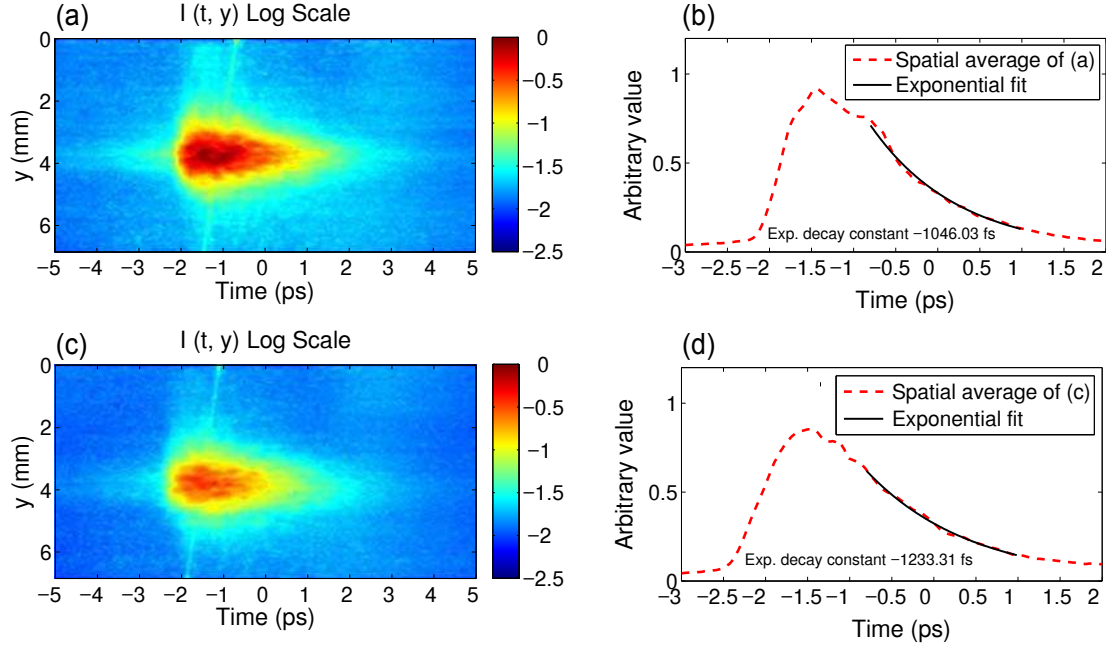 (a)
I (t, y) Log Scale
0
2
4
6
y (mm)
−5 −4 −3 −2 −1 0 1 2 3 4 5
Time (ps)
0
−0.5
−1
−1.5
−2
−2.5
(b)
1
0.5
0
Arbitrary value
Spatial average of (a)
Exponential fit
Exp. decay constant −1046.03 fs
−3 −2.5 −2 −1.5 −1 −0.5 0 0.5 1 1.5 2
Time (ps)
(c)
I (t, y) Log Scale
0
2
4
6
y (mm)
−5 −4 −3 −2 −1 0 1 2 3 4 5
Time (ps)
0
−0.5
−1
−1.5
−2
−2.5
(d)
1
0.5
0
Arbitrary value
Spatial average of (c)
Exponential fit
Exp. decay constant −1233.31 fs
−3 −2.5 −2 −1.5 −1 −0.5 0 0.5 1 1.5 2
Time (ps)